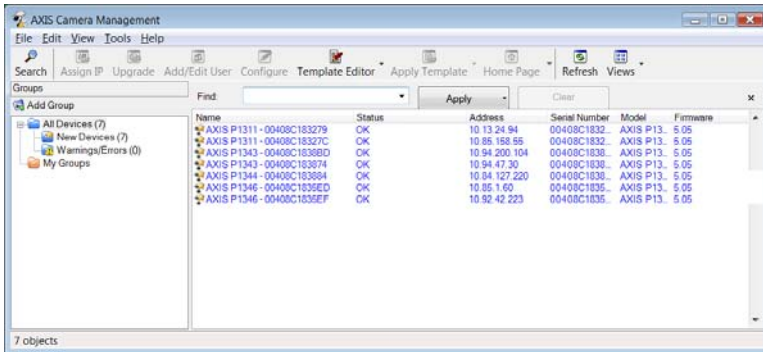 AXIS Camera Management
File Edit View Tools Help
Search Assign IP Upgrade Add/Edit User Configure Template Editor Apply Template Home Page Refresh Views
Groups
Find: Apply Clear
Add Group
Name Status Address Serial Number Model Firmware
All Devices (7)
New Devices (7)
Warnings/Errors (0)
My Groups
AXIS P1311 - 00408C183279 OK 10.13.24.94 00408C1832... AXIS P13... 5.05
AXIS P1311 - 00408C18327C OK 10.85.158.55 00408C1832... AXIS P13... 5.05
AXIS P1343 - 00408C1838BD OK 10.94.200.104 00408C1838... AXIS P13... 5.05
AXIS P1343 - 00408C183874 OK 10.94.47.30 00408C1838... AXIS P13... 5.05
AXIS P1344 - 00408C183884 OK 10.84.127.220 00408C1838... AXIS P13... 5.05
AXIS P1346 - 00408C1835ED OK 10.85.1.60 00408C1835... AXIS P13... 5.05
AXIS P1346 - 00408C1835EF OK 10.92.42.223 00408C1835... AXIS P13... 5.05
7 objects